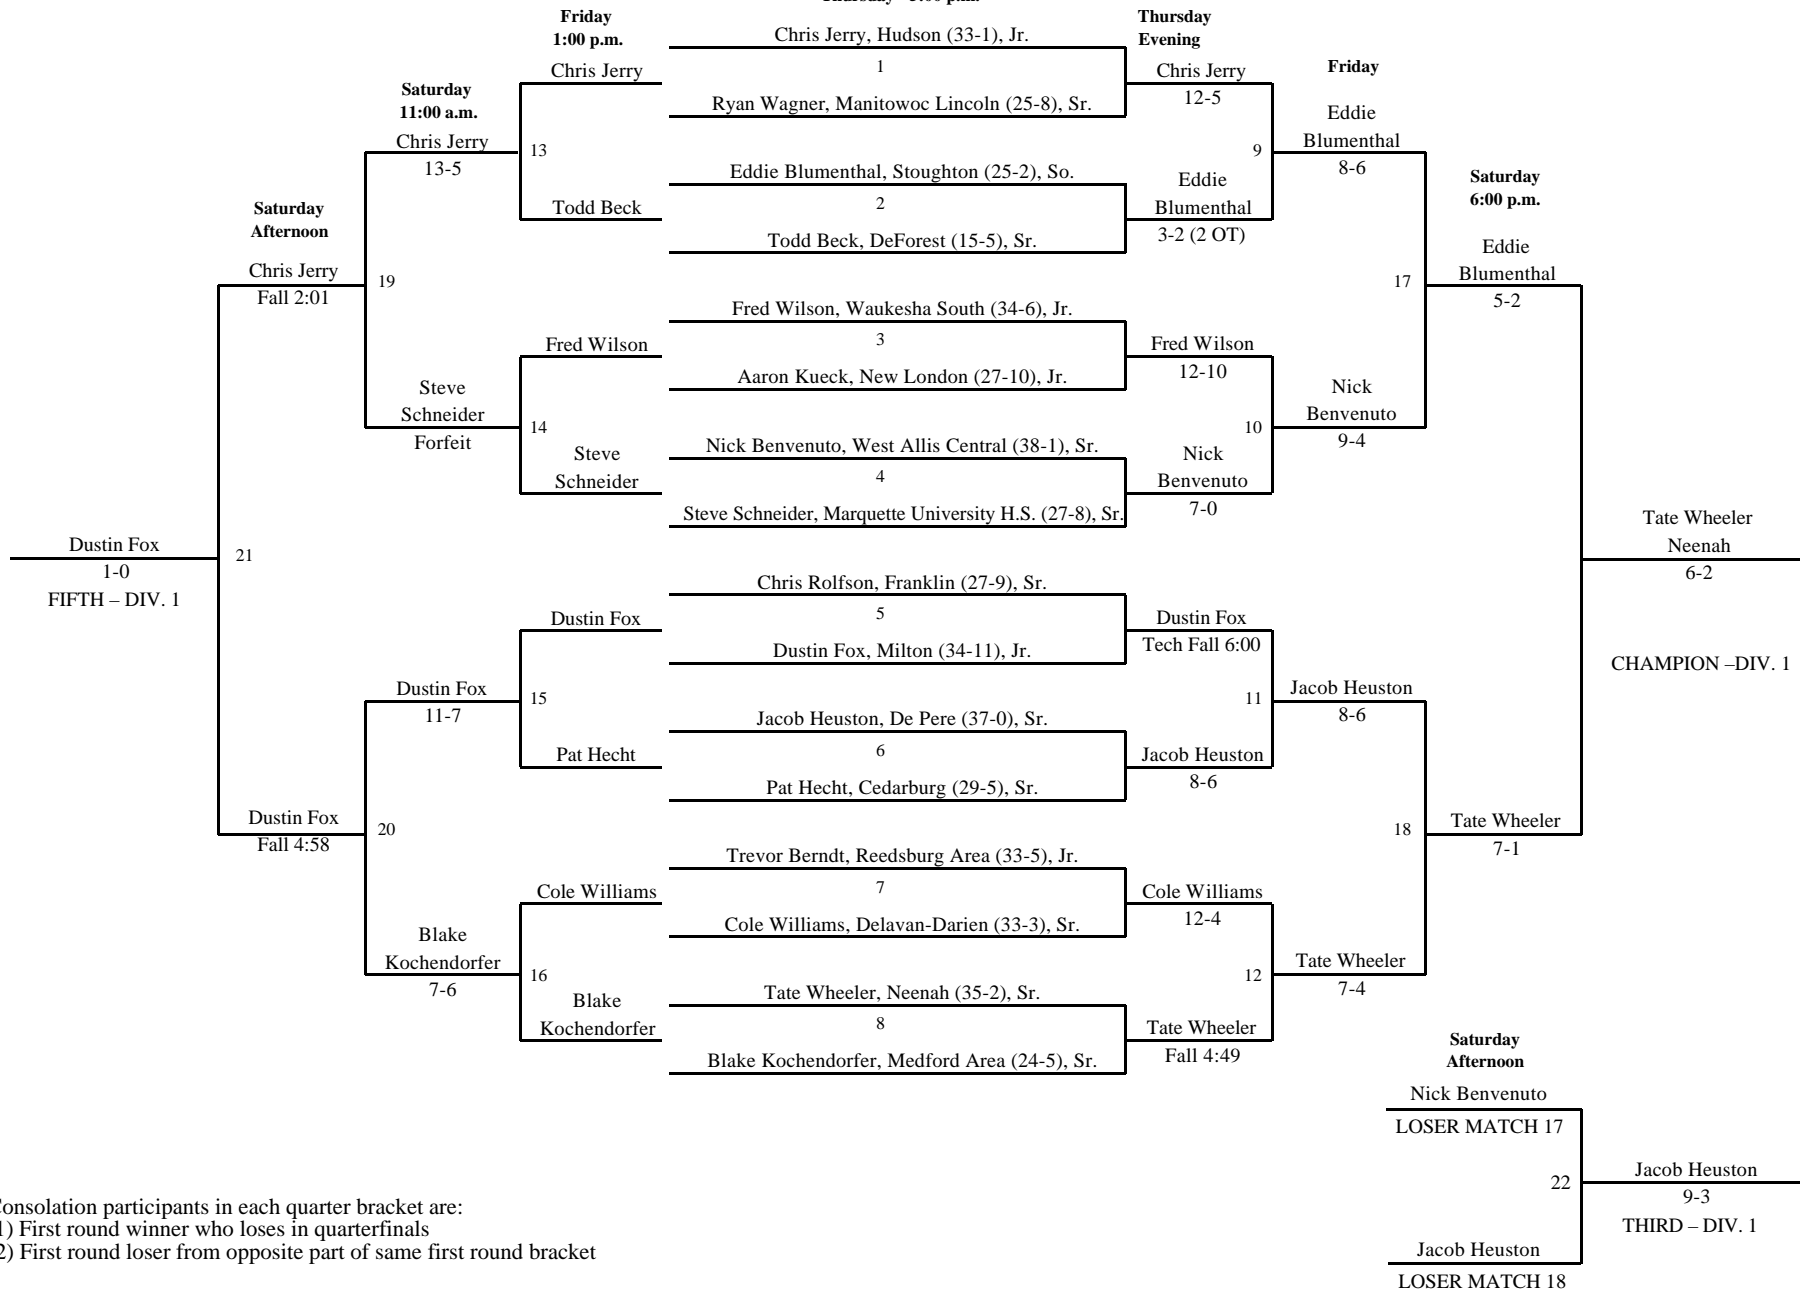 Friday
1:00 p.m.
Thursday
Evening
Chris Jerry, Hudson (33-1), Jr.
Chris Jerry
1
Chris Jerry
12-5
Friday
Saturday
11:00 a.m.
Ryan Wagner, Manitowoc Lincoln (25-8), Sr.
Eddie
Blumenthal
8-6
Chris Jerry
13-5
13
9
Eddie Blumenthal, Stoughton (25-2), So.
Eddie
Blumenthal
3-2 (2 OT)
Saturday
6:00 p.m.
Saturday
Afternoon
Todd Beck
2
Todd Beck, DeForest (15-5), Sr.
Eddie
Blumenthal
5-2
Chris Jerry
Fall 2:01
19
17
Fred Wilson, Waukesha South (34-6), Jr.
Fred Wilson
3
Fred Wilson
12-10
Aaron Kueck, New London (27-10), Jr.
Steve
Schneider
Forfeit
Nick
Benvenuto
9-4
14
10
Nick Benvenuto, West Allis Central (38-1), Sr.
Steve
Schneider
4
Nick
Benvenuto
7-0
Steve Schneider, Marquette University H.S. (27-8), Sr.
Tate Wheeler
Neenah
6-2
Dustin Fox
1-0
FIFTH – DIV. 1
21
Chris Rolfson, Franklin (27-9), Sr.
Dustin Fox
5
Dustin Fox
Tech Fall 6:00
Dustin Fox, Milton (34-11), Jr.
CHAMPION –DIV. 1
Dustin Fox
11-7
15
11
Jacob Heuston
8-6
Jacob Heuston, De Pere (37-0), Sr.
Pat Hecht
6
Jacob Heuston
8-6
Pat Hecht, Cedarburg (29-5), Sr.
Dustin Fox
Fall 4:58
20
18
Tate Wheeler
7-1
Trevor Berndt, Reedsburg Area (33-5), Jr.
Cole Williams
7
Cole Williams
12-4
Cole Williams, Delavan-Darien (33-3), Sr.
Blake
Kochendorfer
7-6
16
12
Tate Wheeler
7-4
Tate Wheeler, Neenah (35-2), Sr.
Blake
Kochendorfer
8
Tate Wheeler
Fall 4:49
Blake Kochendorfer, Medford Area (24-5), Sr.
Saturday
Afternoon
Nick Benvenuto
LOSER MATCH 17
22
Jacob Heuston
9-3
THIRD – DIV. 1
Jacob Heuston
LOSER MATCH 18
onsolation participants in each quarter bracket are:
) First round winner who loses in quarterfinals
) First round loser from opposite part of same first round bracket